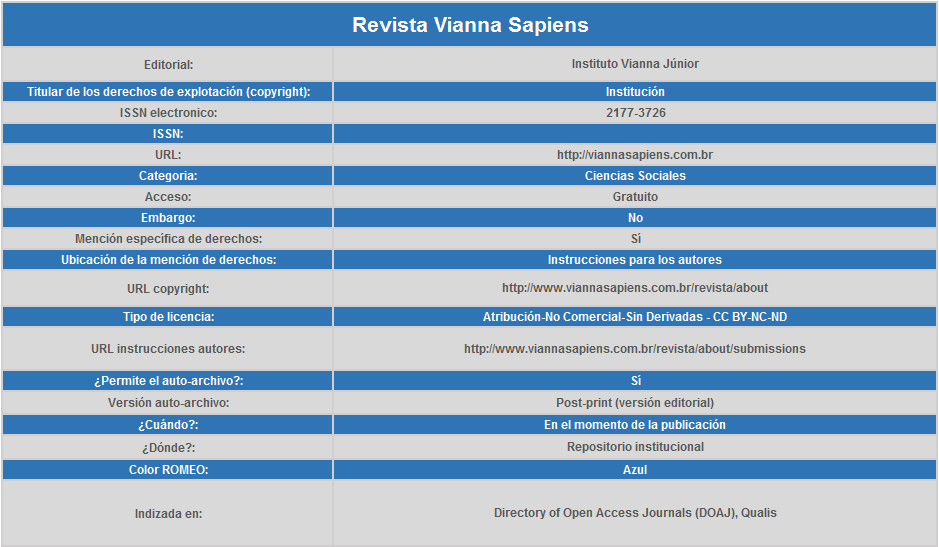 Revista Vianna Sapiens
Editorial: Instituto Vianna Júnior
Titular de los derechos de explotación (copyright): Institución
ISSN electronico: 2177-3726
ISSN:
URL: http://viannasapiens.com.br
Categoria: Ciencias Sociales
Acceso: Gratuito
Embargo: No
Mención específica de derechos: Sí
Ubicación de la mención de derechos: Instrucciones para los autores
URL copyright: http://www.viannasapiens.com.br/revista/about
Tipo de licencia: Atribución-No Comercial-Sin Derivadas - CC BY-NC-ND
URL instrucciones autores: http://www.viannasapiens.com.br/revista/about/submissions
¿Permite el auto-archivo?: Sí
Versión auto-archivo: Post-print (versión editorial)
¿Cuándo?: En el momento de la publicación
¿Dónde?: Repositorio institucional
Color ROMEO: Azul
Indizada en: Directory of Open Access Journals (DOAJ), Qualis